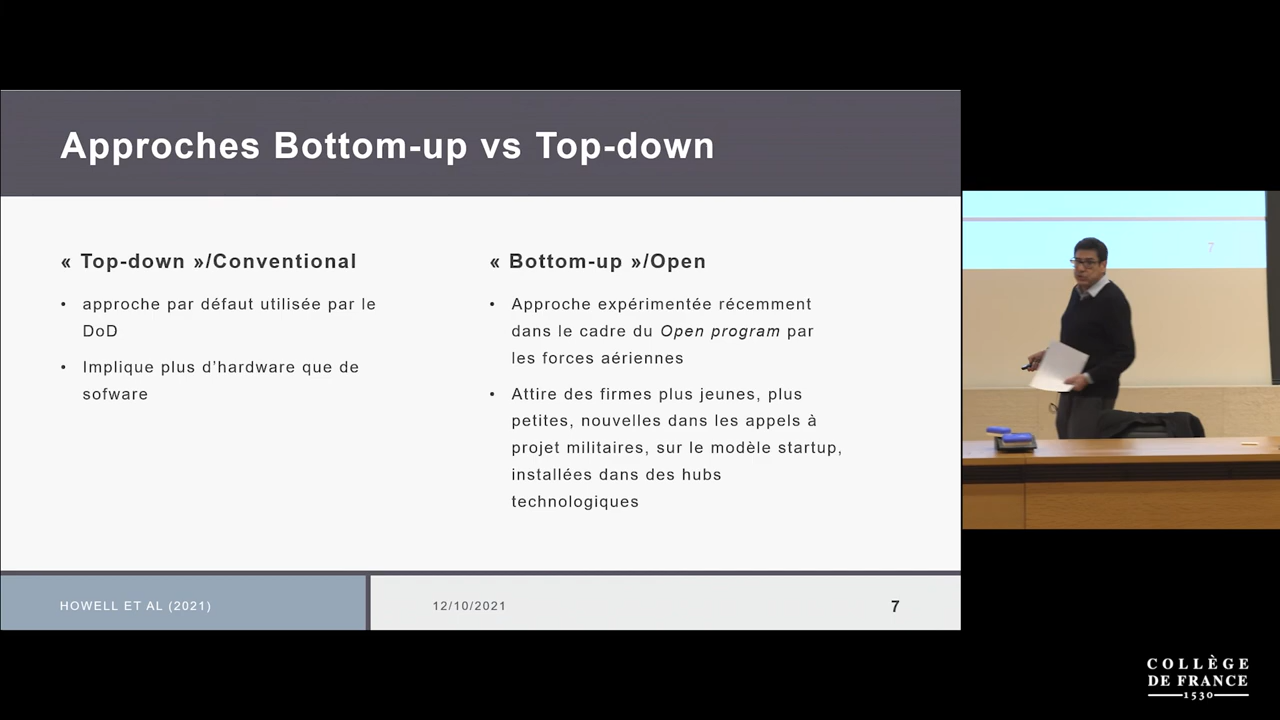 Approches Bottom-up vs Top-down
« Top-down »/Conventional
• approche par défaut utilisée par le
DoD
• Implique plus d’hardware que de
sofware
« Bottom-up »/Open
• Approche expérimentée récemment
dans le cadre du Open program par
les forces aériennes
• Attire des firmes plus jeunes, plus
petites, nouvelles dans les appels à
projet militaires, sur le modèle startup,
installées dans des hubs
technologiques
HOWELL ET AL (2021)
12/10/2021
7
7
COLLÈGE
DE FRANCE
1530